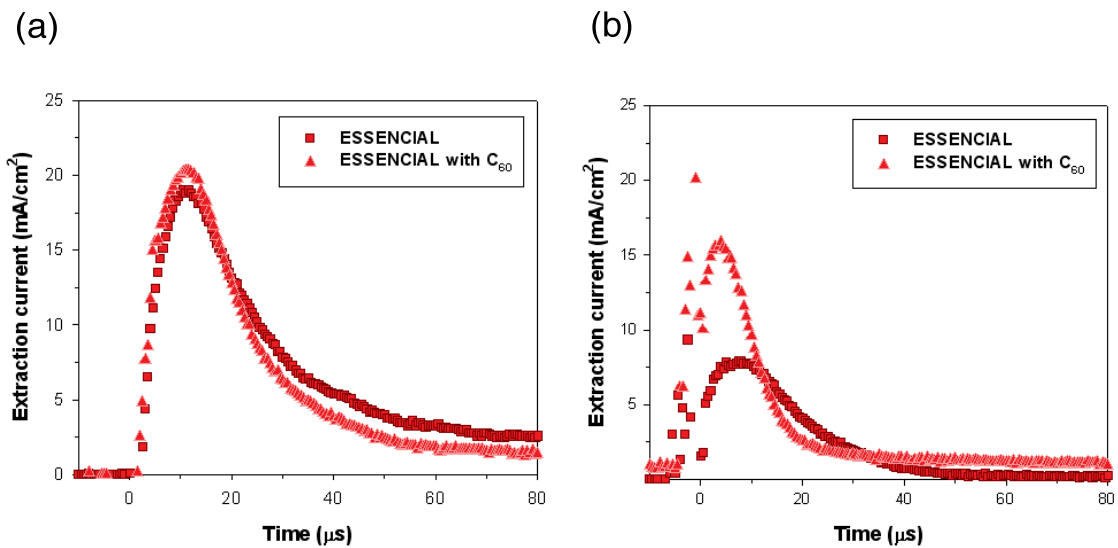 (a)
(b)
25
20
15
10
5
0
0
20
40
60
80
Extraction current (mA/cm²)
Time (μs)
ESSENCIAL
ESSENCIAL with C₆₀
25
20
15
10
5
0
0
20
40
60
80
Extraction current (mA/cm²)
Time (μs)
ESSENCIAL
ESSENCIAL with C₆₀